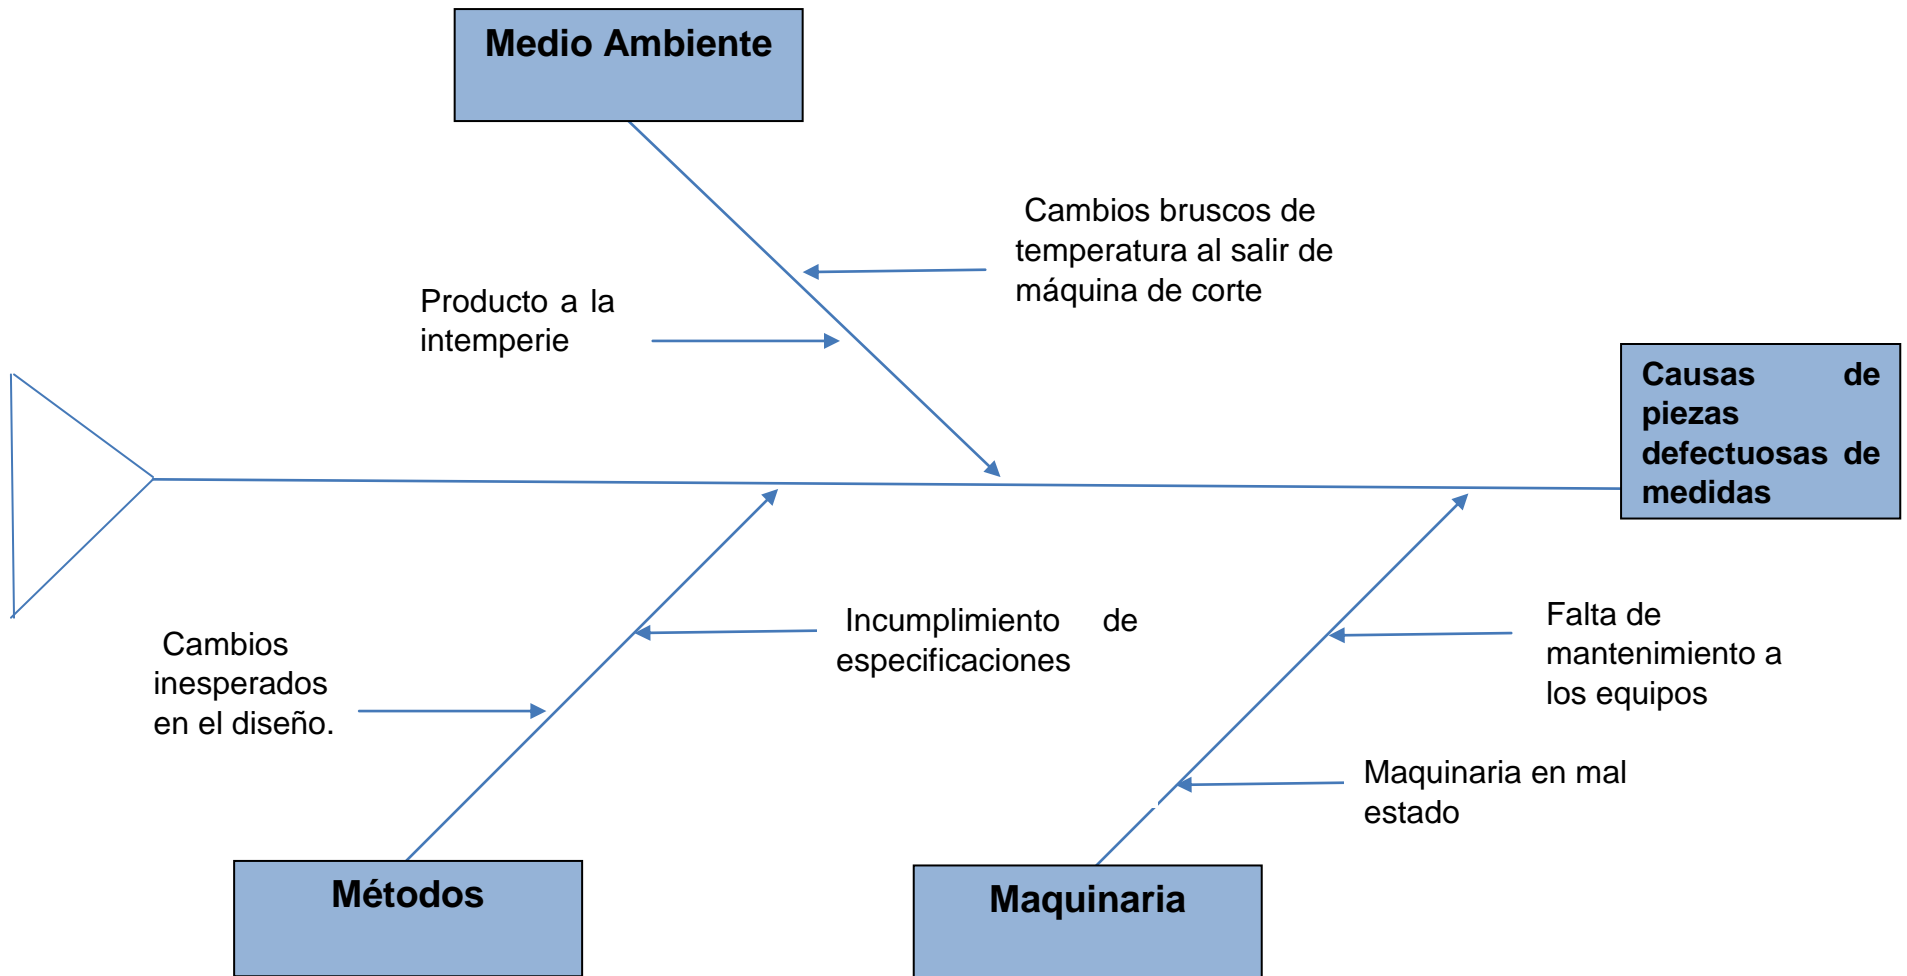 Medio Ambiente
Cambios bruscos de
temperatura al salir de
máquina de corte
Producto a la
intemperie
Causas de
piezas
defectuosas de
medidas
Cambios
inesperados
en el diseño.
Incumplimiento de
especificaciones
Falta de
mantenimiento a
los equipos
Maquinaria en mal
estado
Métodos
Maquinaria